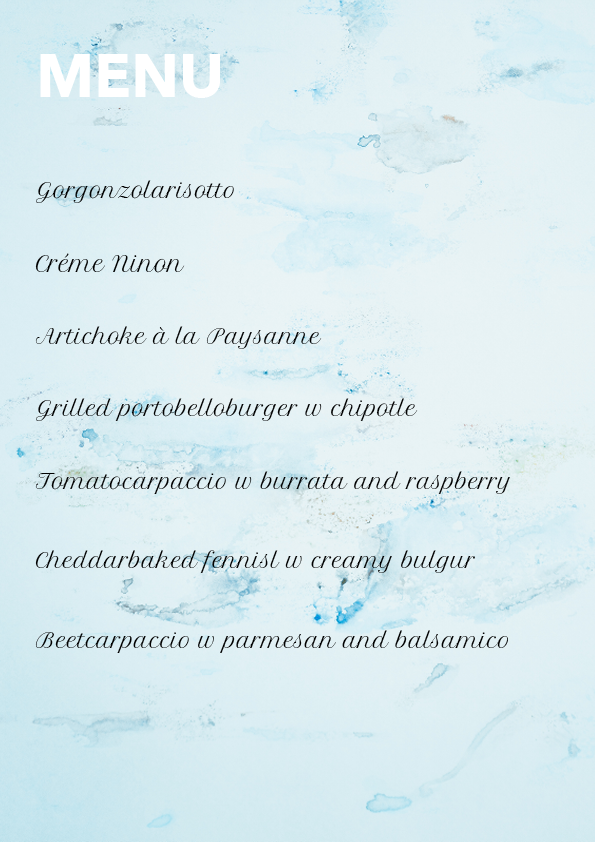 MENU
Gorgonzolarisotto
Créme Ninon
Artichoke à la Paysanne
Grilled portobelloburger w chipotle
Tomatocarpaccio w burrata and raspberry
Cheddarbaked fennisl w creamy bulgur
Beetcarpaccio w parmesan and balsamico